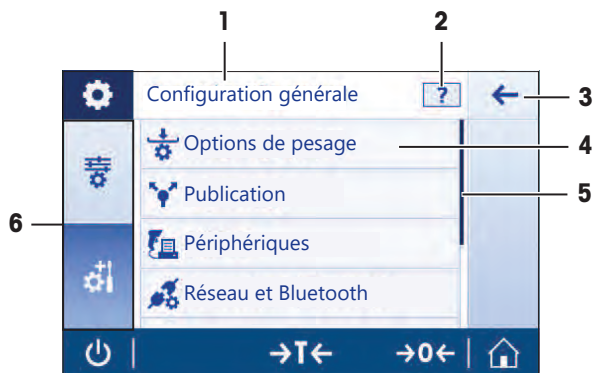 1
2
Configuration générale
?
3
Options de pesage
4
Publication
5
Périphériques
6
Réseau et Bluetooth
→T←
→0←